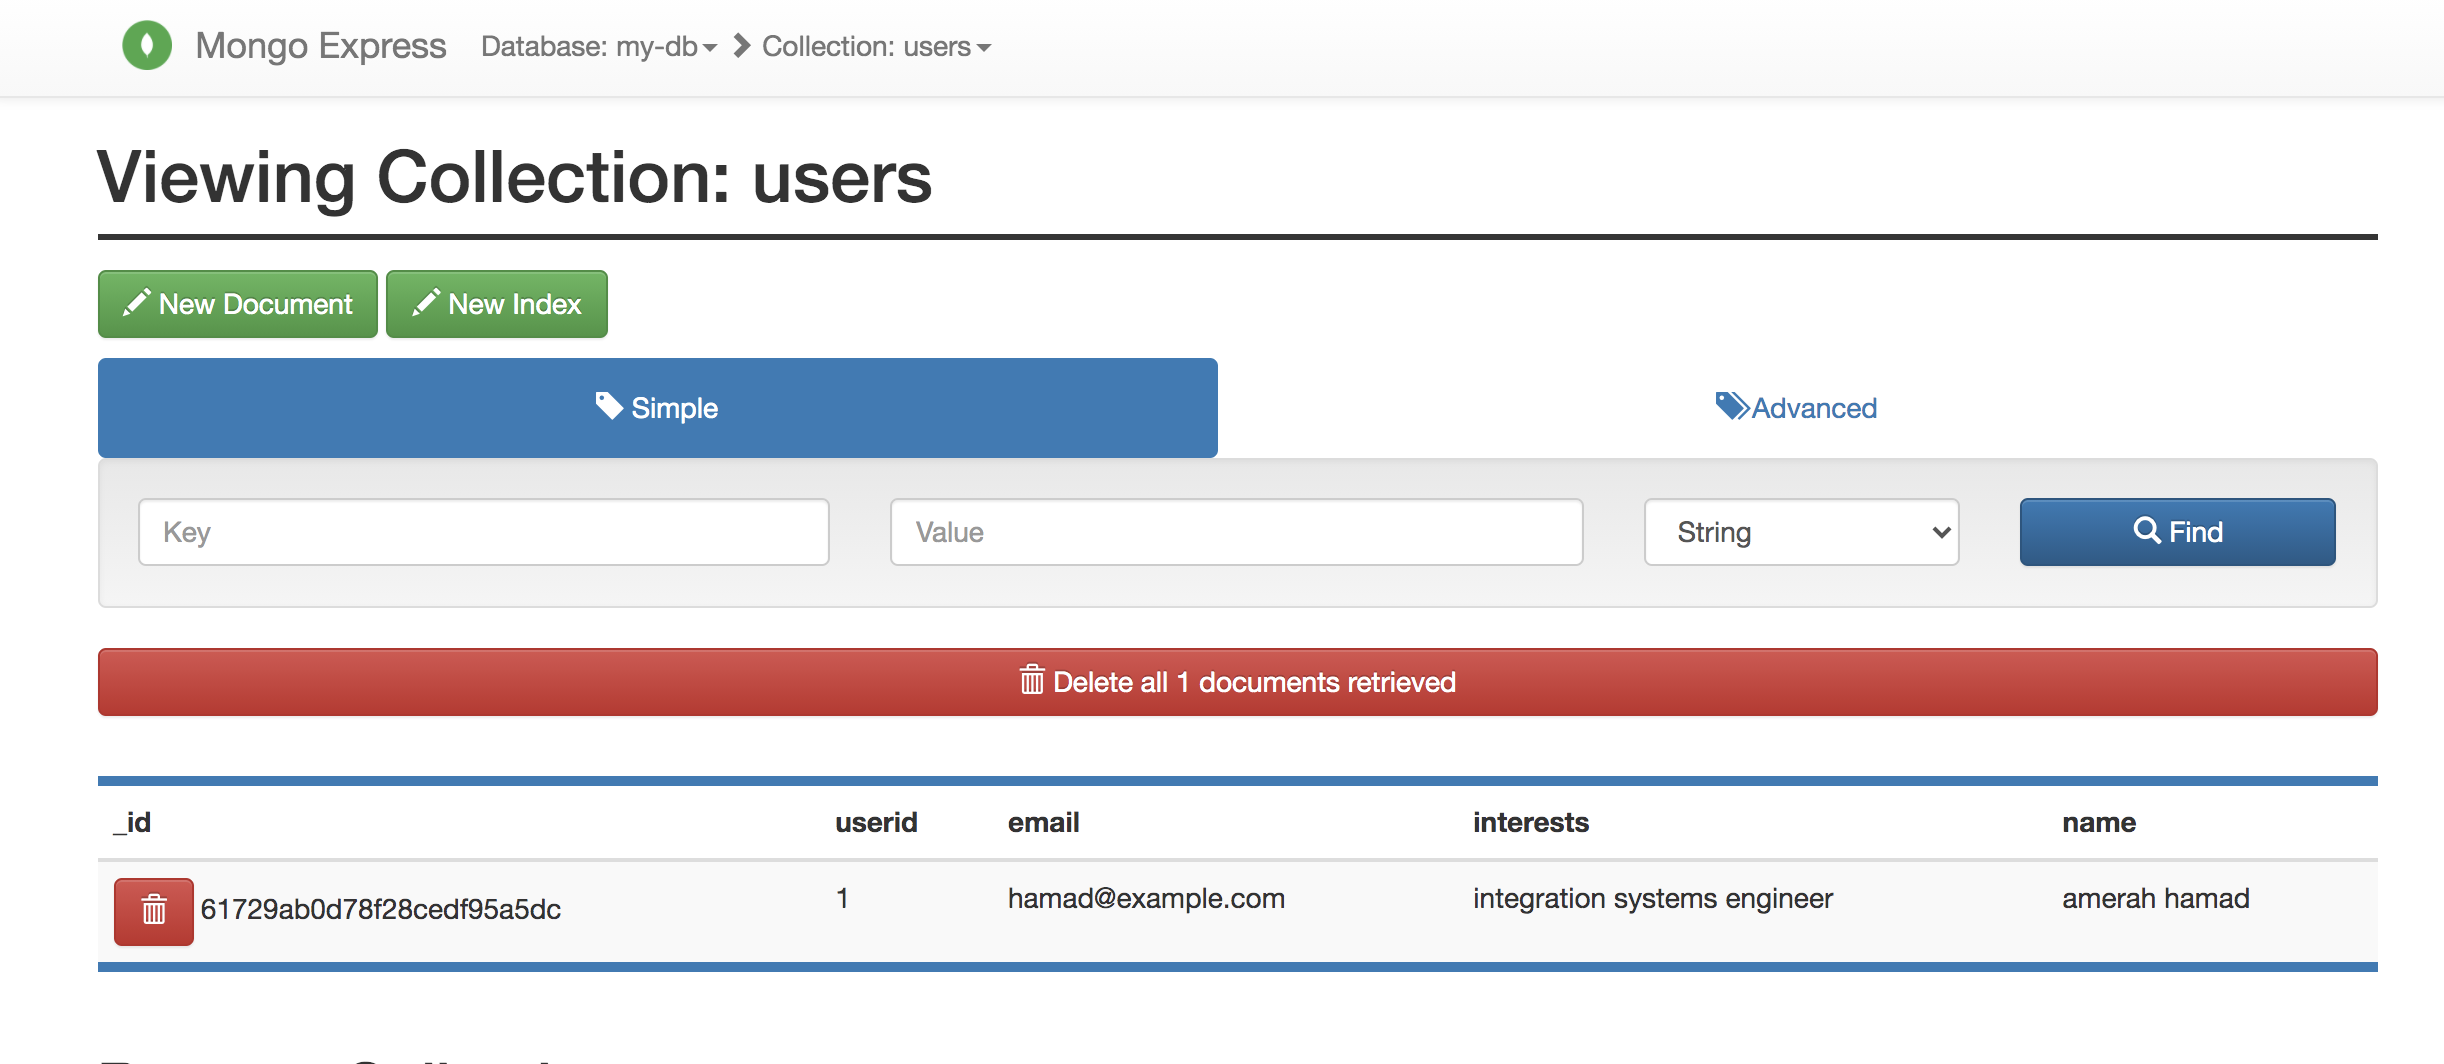 Mongo Express Database: my-db Collection: users
Viewing Collection: users
New Document New Index
Simple Advanced
Key Value String Find
Delete all 1 documents retrieved
_id userid email interests name
61729ab0d78f28cedf95a5dc 1 hamad@example.com integration systems engineer amerah hamad